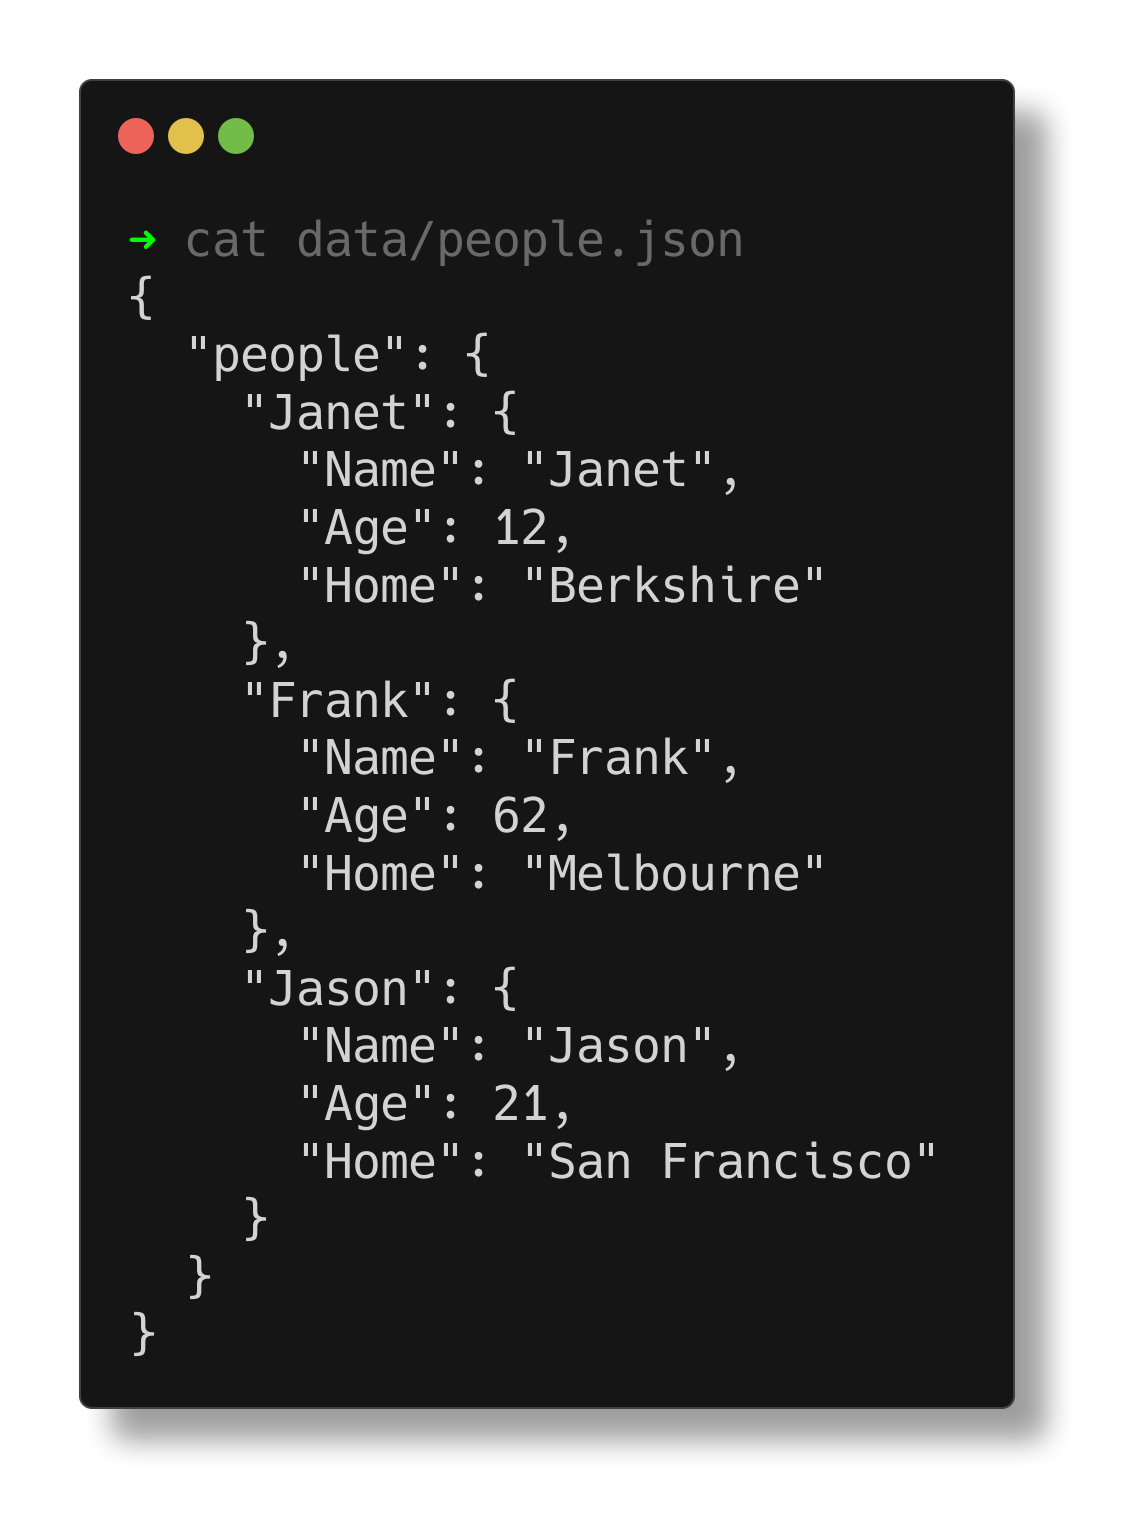 ➜ cat data/people.json
{
  "people": {
    "Janet": {
      "Name": "Janet",
      "Age": 12,
      "Home": "Berkshire"
    },
    "Frank": {
      "Name": "Frank",
      "Age": 62,
      "Home": "Melbourne"
    },
    "Jason": {
      "Name": "Jason",
      "Age": 21,
      "Home": "San Francisco"
    }
  }
}